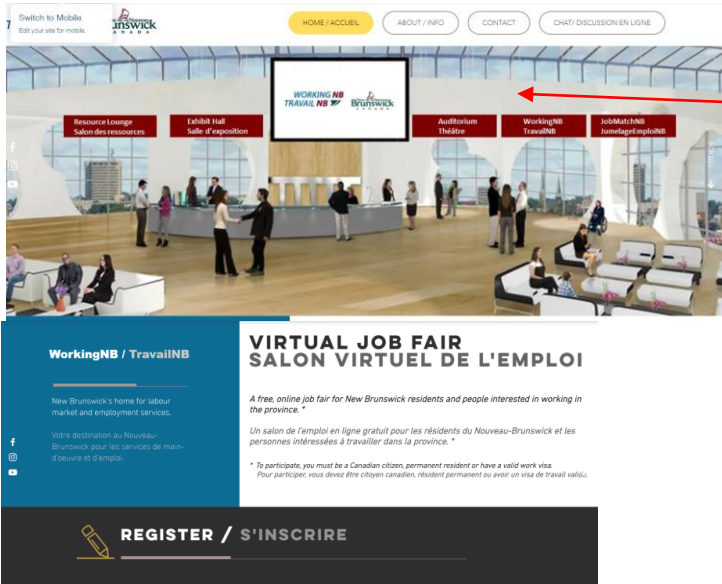 Switch to Mobile
Edit your site for mobile.
Brunswick
CANADA
HOME / ACCUEIL
ABOUT / INFO
CONTACT
CHAT/ DISCUSSION EN LIGNE
WORKING NB
TRAVAIL NB
Brunswick
CANADA
Resource Lounge
Salon des ressources
Exhibit Hall
Salle d'exposition
Auditorium
Théâtre
WorkingNB
TravailNB
JobMatchNB
JumelageEmploiNB
WorkingNB / TravailNB
New Brunswick's home for labour
market and employment services.
Votre destination au Nouveau-
Brunswick pour les services de main-
d'oeuvre et d'emploi.
VIRTUAL JOB FAIR
SALON VIRTUEL DE L'EMPLOI
A free, online job fair for New Brunswick residents and people interested in working in
the province. *
Un salon de l'emploi en ligne gratuit pour les résidents du Nouveau-Brunswick et les
personnes intéressées à travailler dans la province. *
* To participate, you must be a Canadian citizen, permanent resident or have a valid work visa.
Pour participer, vous devez être citoyen canadien, résident permanent ou avoir un visa de travail valide.
REGISTER / S'INSCRIRE